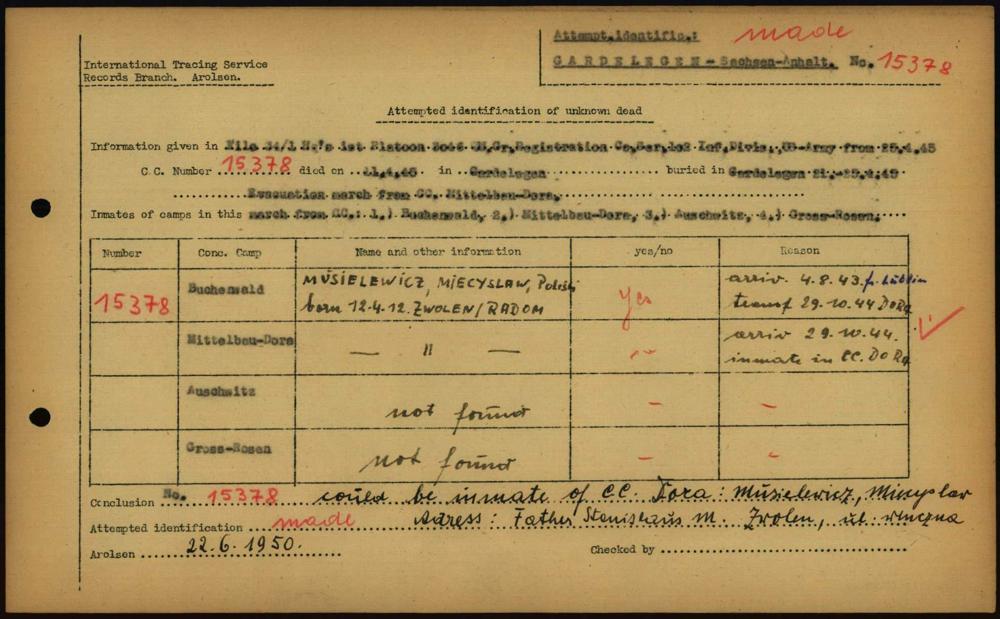 Attempt.identific.: made
International Tracing Service
Records Branch. Arolsen.
GARDELEGEN - Sachsen-Anhalt. No. 15378
Attempted identification of unknown dead
Information given in File 34/1 H.'s 1st Platoon 3046 Gr,Registration Co,Ser,102 Inf,Divis., US-Army from 25.4.45
C.C. Number 15378 died on 11.4.45 in Gardelegen buried in Gardelegen 21.-25.4.45
Evacuation march from CC. Mittelbau-Dora,
Inmates of camps in this march from CC.: 1.) Buchenwald, 2.) Mittelbau-Dora, 3.) Auschwitz, 4.) Gross-Rosen.
Number Conc. Camp Name and other information yes/no Reason
15378 Buchenwald MUSIELEWICZ, MIECYSLAW, yes arriv. 4.8.43. f. Lublin
born 12.4.12. ZWOLEN/RADOM transf 29.10.44 DoRa
Mittelbau-Dora — " — arriv 29.10.44.
inmate in CC. DoRa
Auschwitz not found - -
Gross-Rosen not found - -
Conclusion No. 15378 could be inmate of CC. Dora: Musielewicz, Mieczyslav
Attempted identification made Adress: Father Stanislaus M. Zwolen, ul.
Arolsen 22.6.1950. Checked by